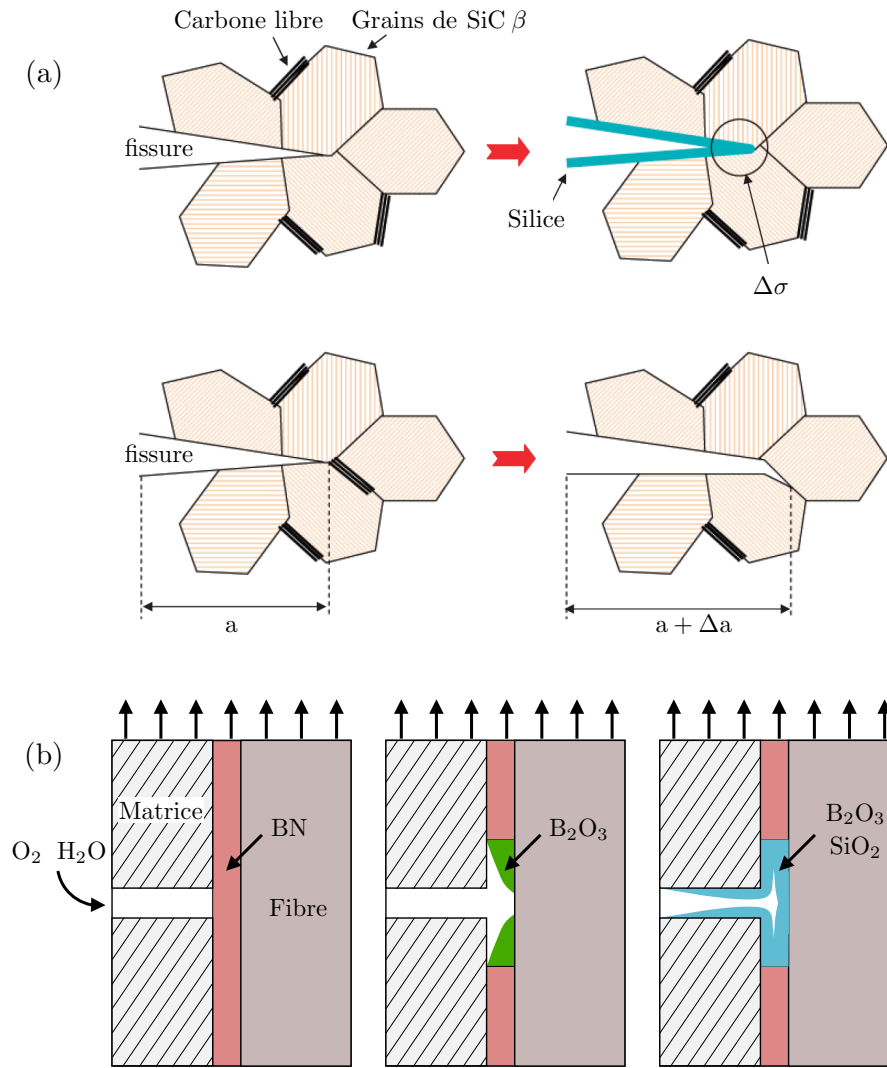 Carbone libre
Grains de SiC β
(a)
fissure
Silice
Δσ
fissure
a
a + Δa
(b)
Matrice
BN
O₂ H₂O
Fibre
B₂O₃
B₂O₃
SiO₂